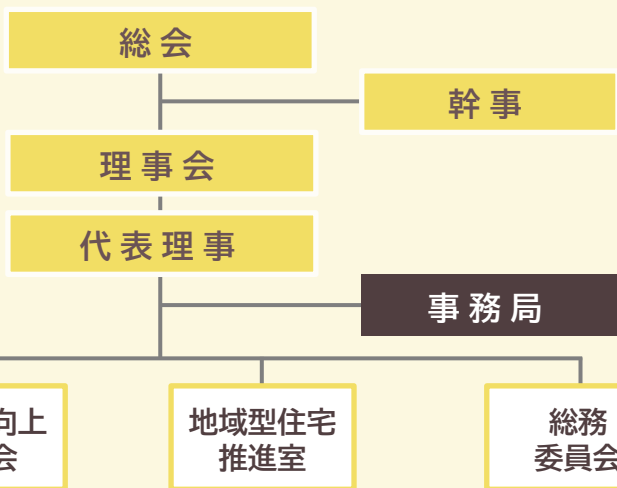 総会
幹事
理事会
代表理事
事務局
向上
会
地域型住宅
推進室
総務
委員会